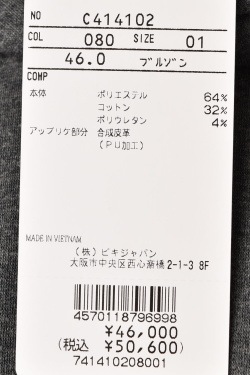 NO C414102
COL 080 SIZE 01
46.0 ブルゾン
COMP
本体 ポリエステル 64%
コットン 32%
ポリウレタン 4%
アップリケ部分 合成皮革
(PU加工)
MADE IN VIETNAM
(株)ビギジャパン
大阪市中央区西心斎橋2-1-3 8F
4570118796998
¥46,000
(税込 ¥50,600)
741410208001